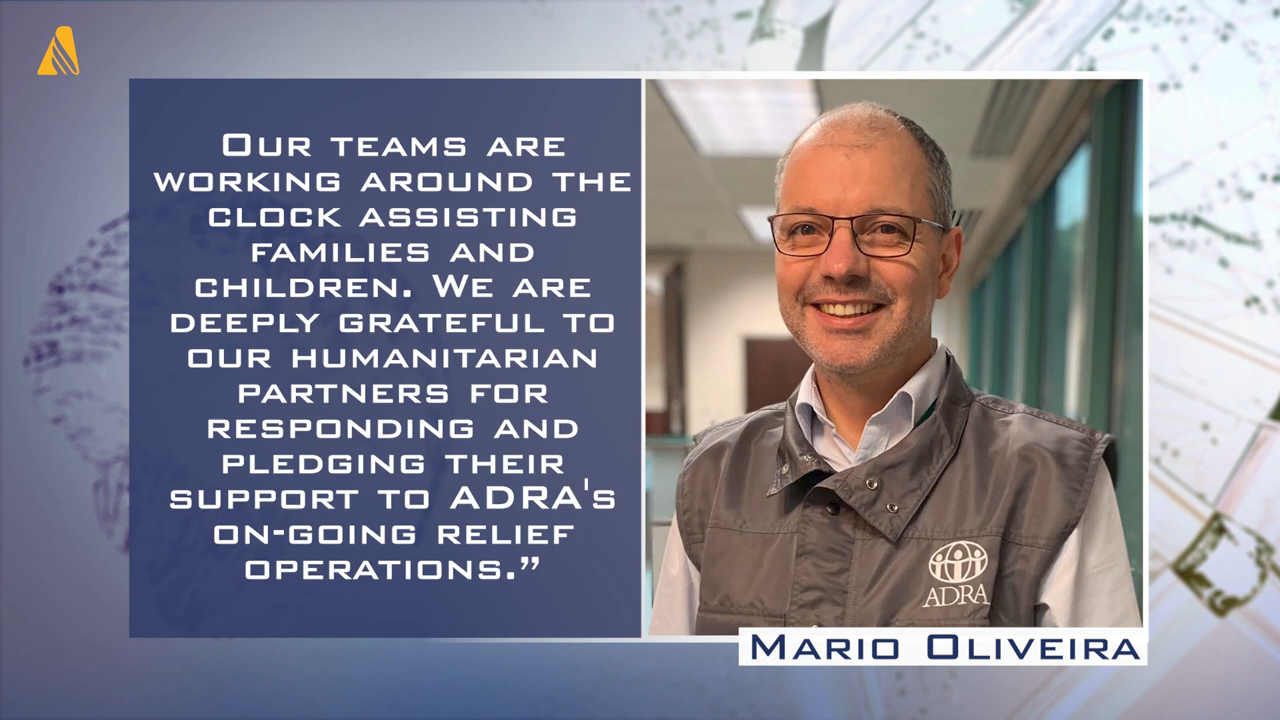 Our teams are
working around the
clock assisting
families and
children. We are
deeply grateful to
our humanitarian
partners for
responding and
pledging their
support to ADRA's
on-going relief
operations.”
ADRA
Mario Oliveira